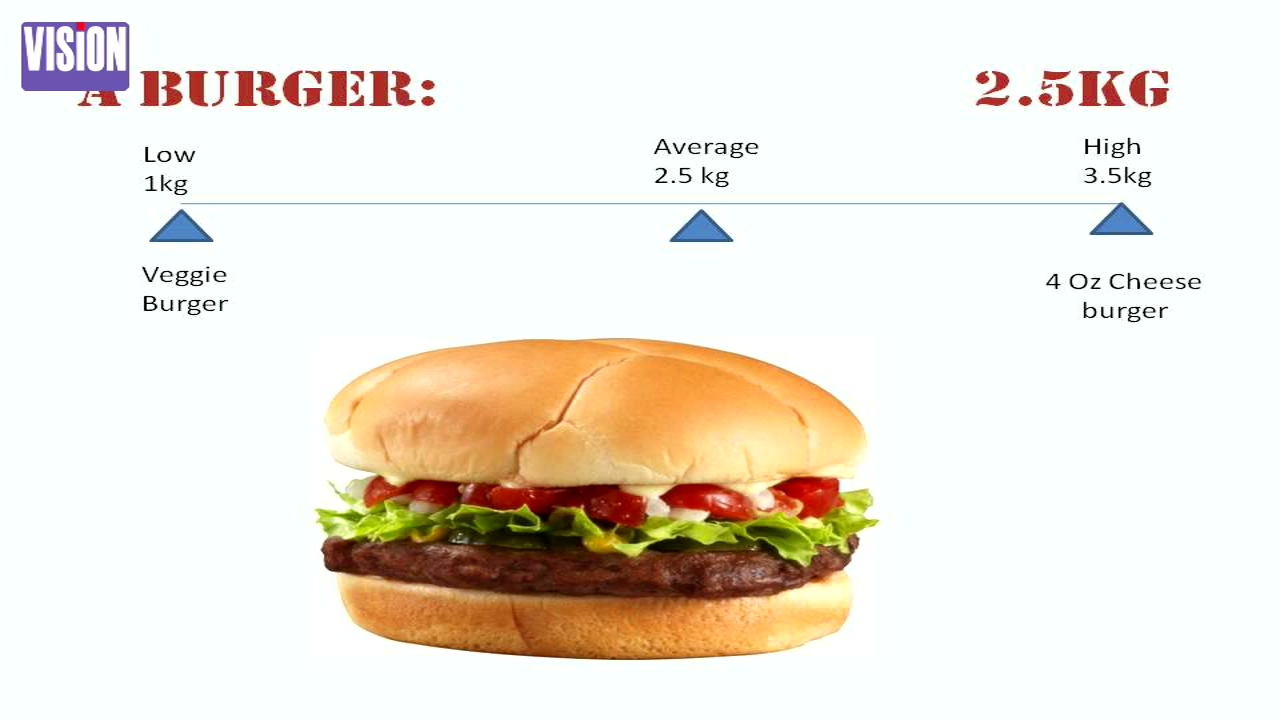 VISION
A BURGER: 2.5KG
Low
1kg
Average
2.5 kg
High
3.5kg
Veggie
Burger
4 Oz Cheese
burger